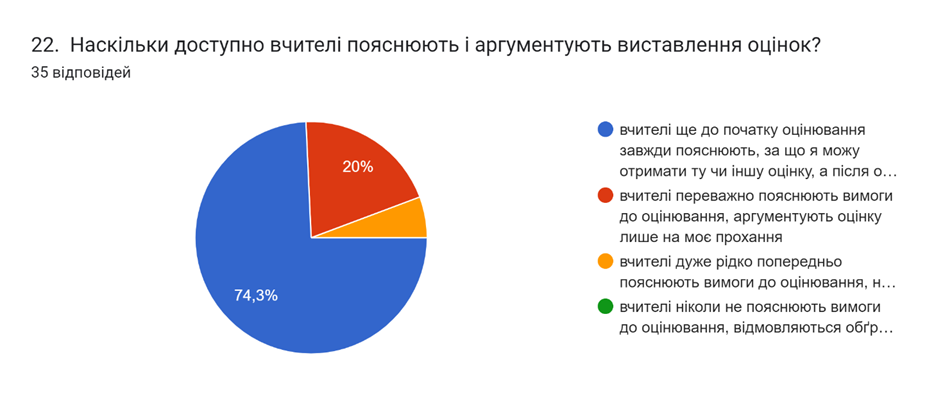 22. Наскільки доступно вчителі пояснюють і аргументують виставлення оцінок?
35 відповідей
20%
74,3%
вчителі ще до початку оцінювання
завжди пояснюють, за що я можу
отримати ту чи іншу оцінку, а після о…
вчителі переважно пояснюють вимоги
до оцінювання, аргументують оцінку
лише на моє прохання
вчителі дуже рідко попередньо
пояснюють вимоги до оцінювання, н…
вчителі ніколи не пояснюють вимоги
до оцінювання, відмовляються обґр…